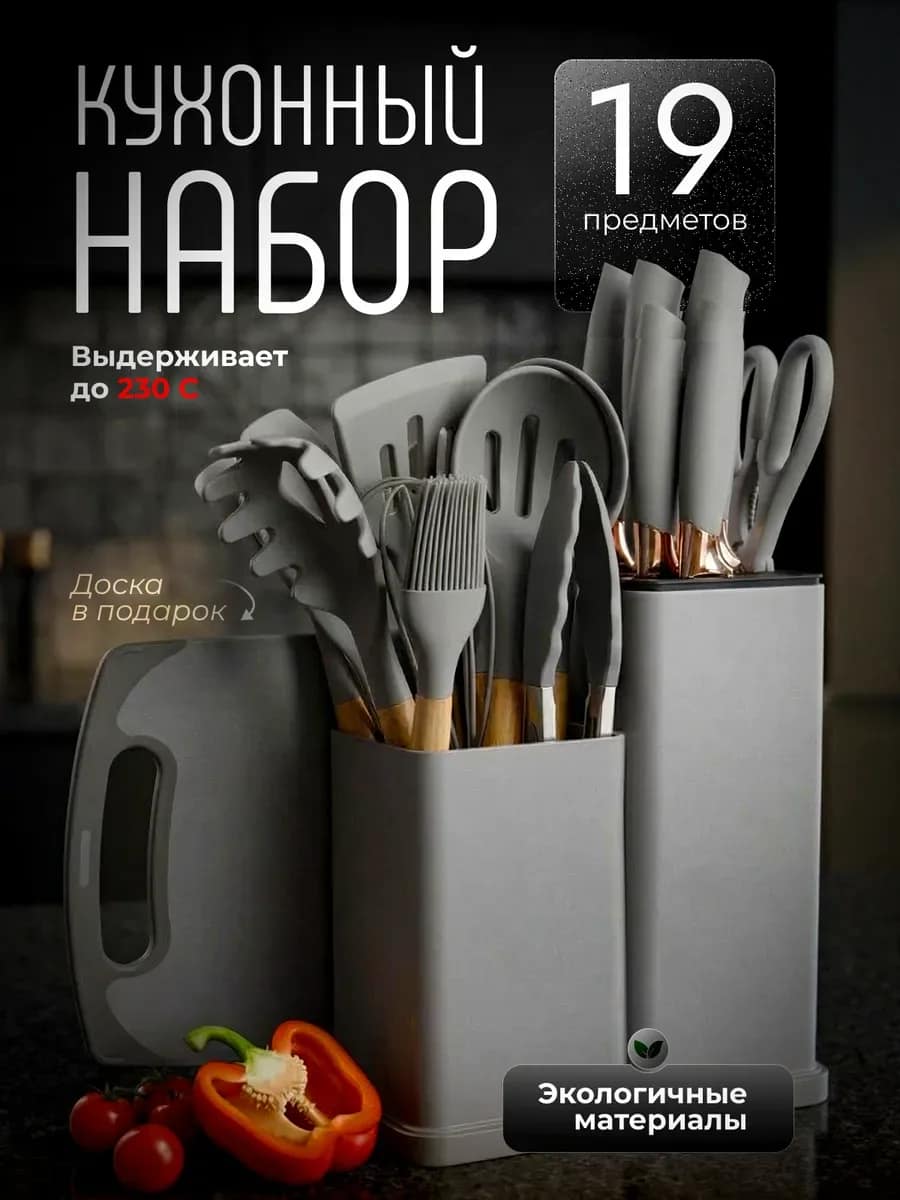 КУХОННЫЙ
НАБОР
19
предметов
Выдерживает
до 230 С
Доска
в подарок
Экологичные
материалы